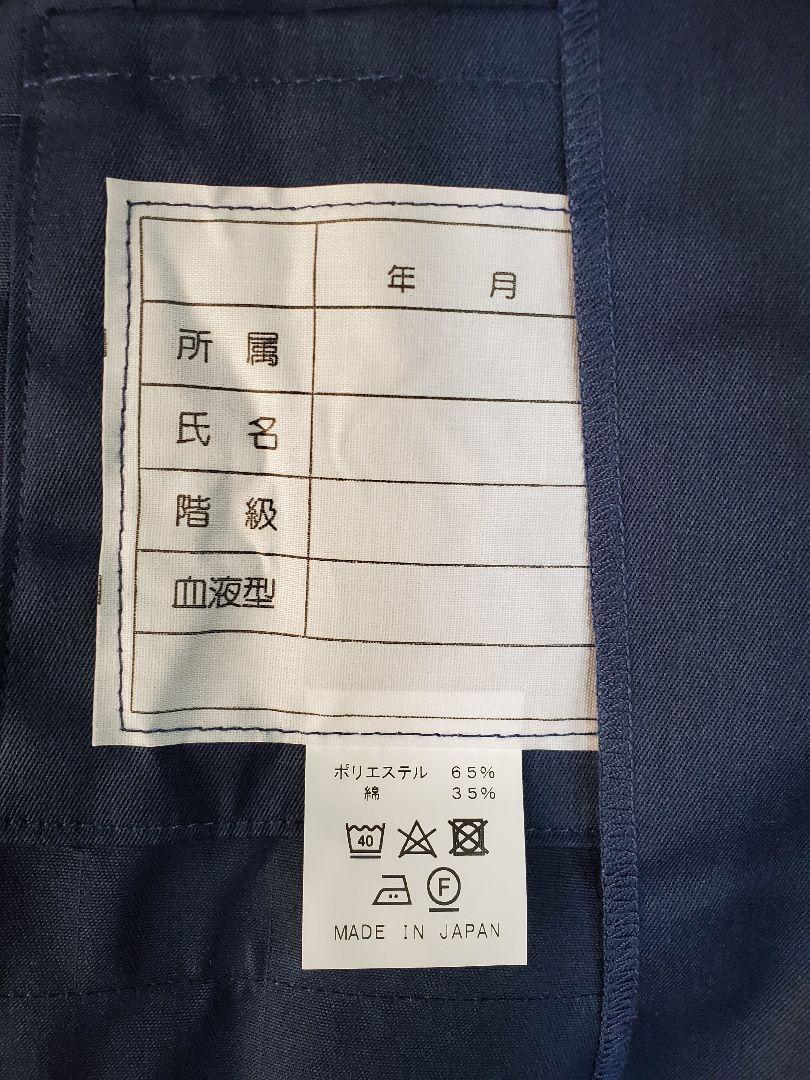 年 月
所属
氏名
階級
血液型
ポリエステル 65%
綿 35%
40
F
MADE IN JAPAN